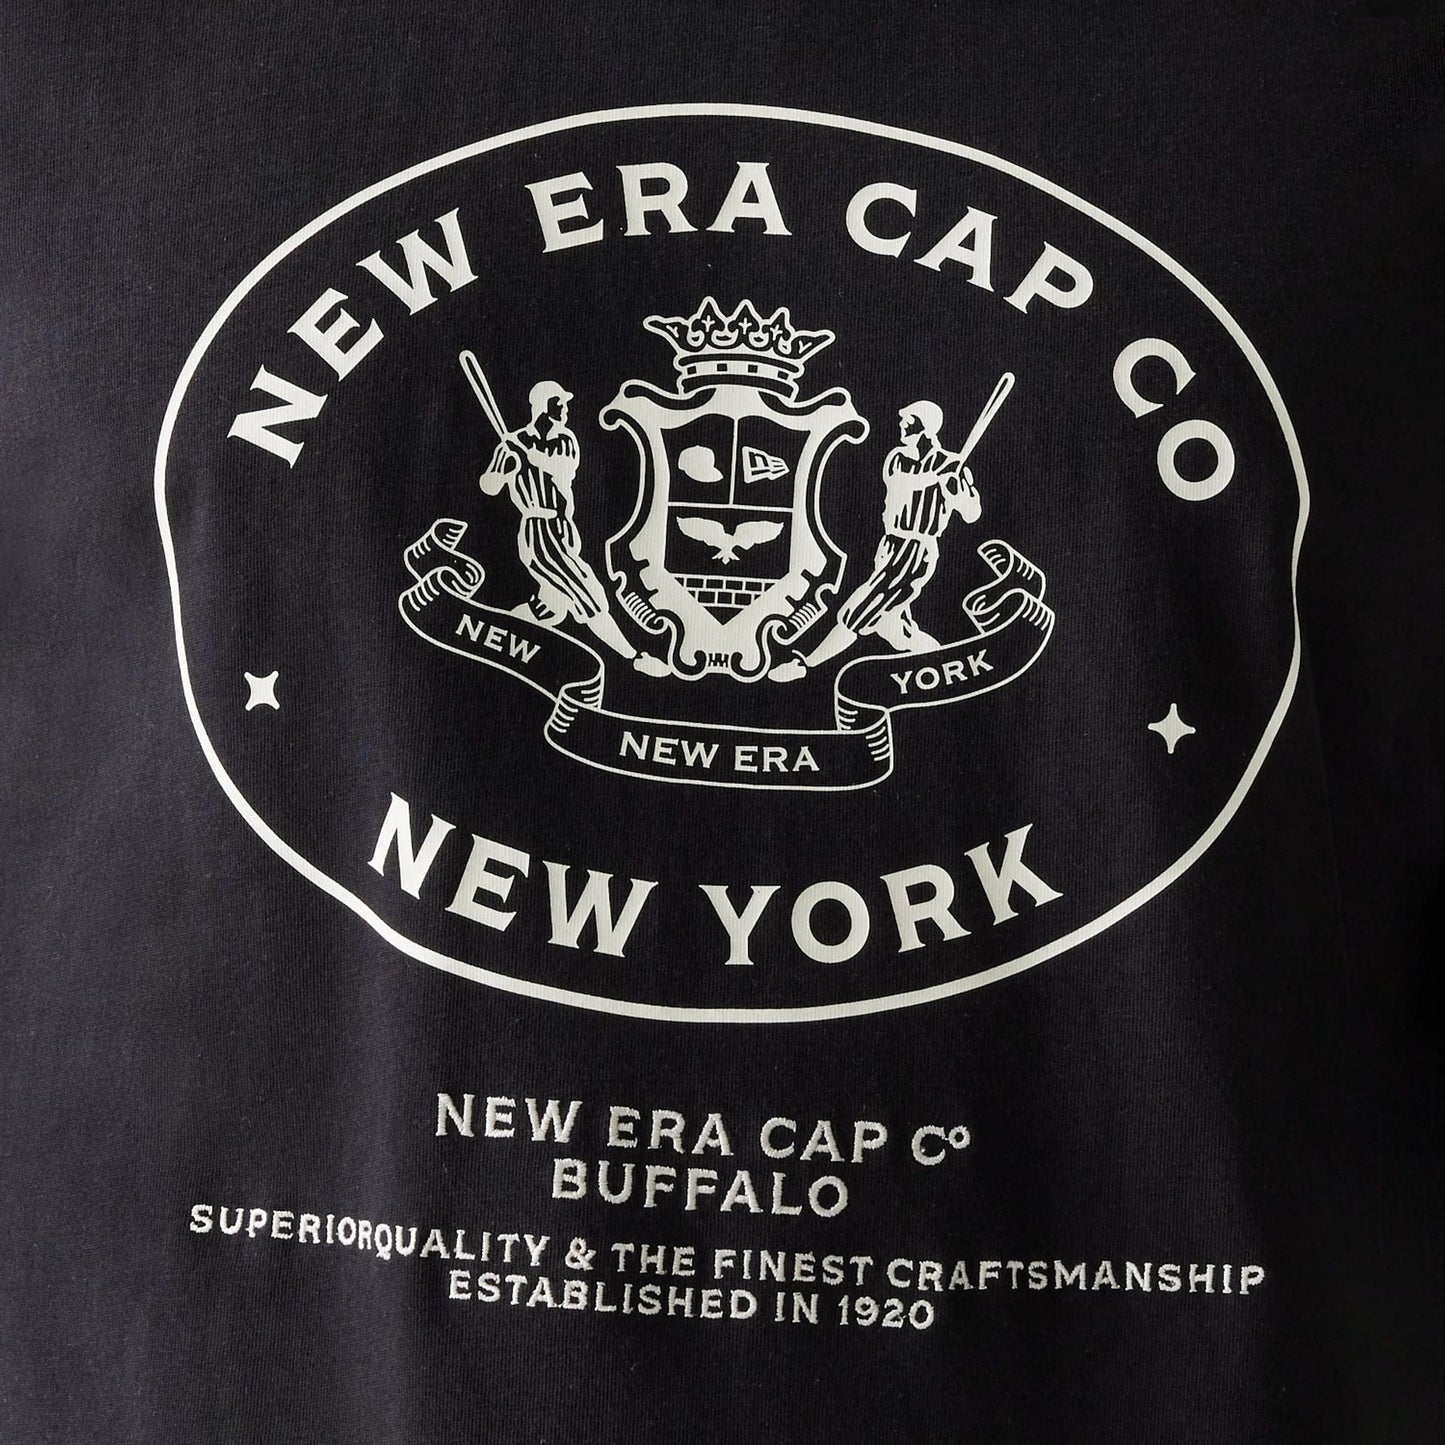 NEW ERA CAP CO
NEW
YORK
NEW ERA
NEW YORK
NEW ERA CAP Cº
BUFFALO
SUPERIORQUALITY & THE FINEST CRAFTSMANSHIP
ESTABLISHED IN 1920